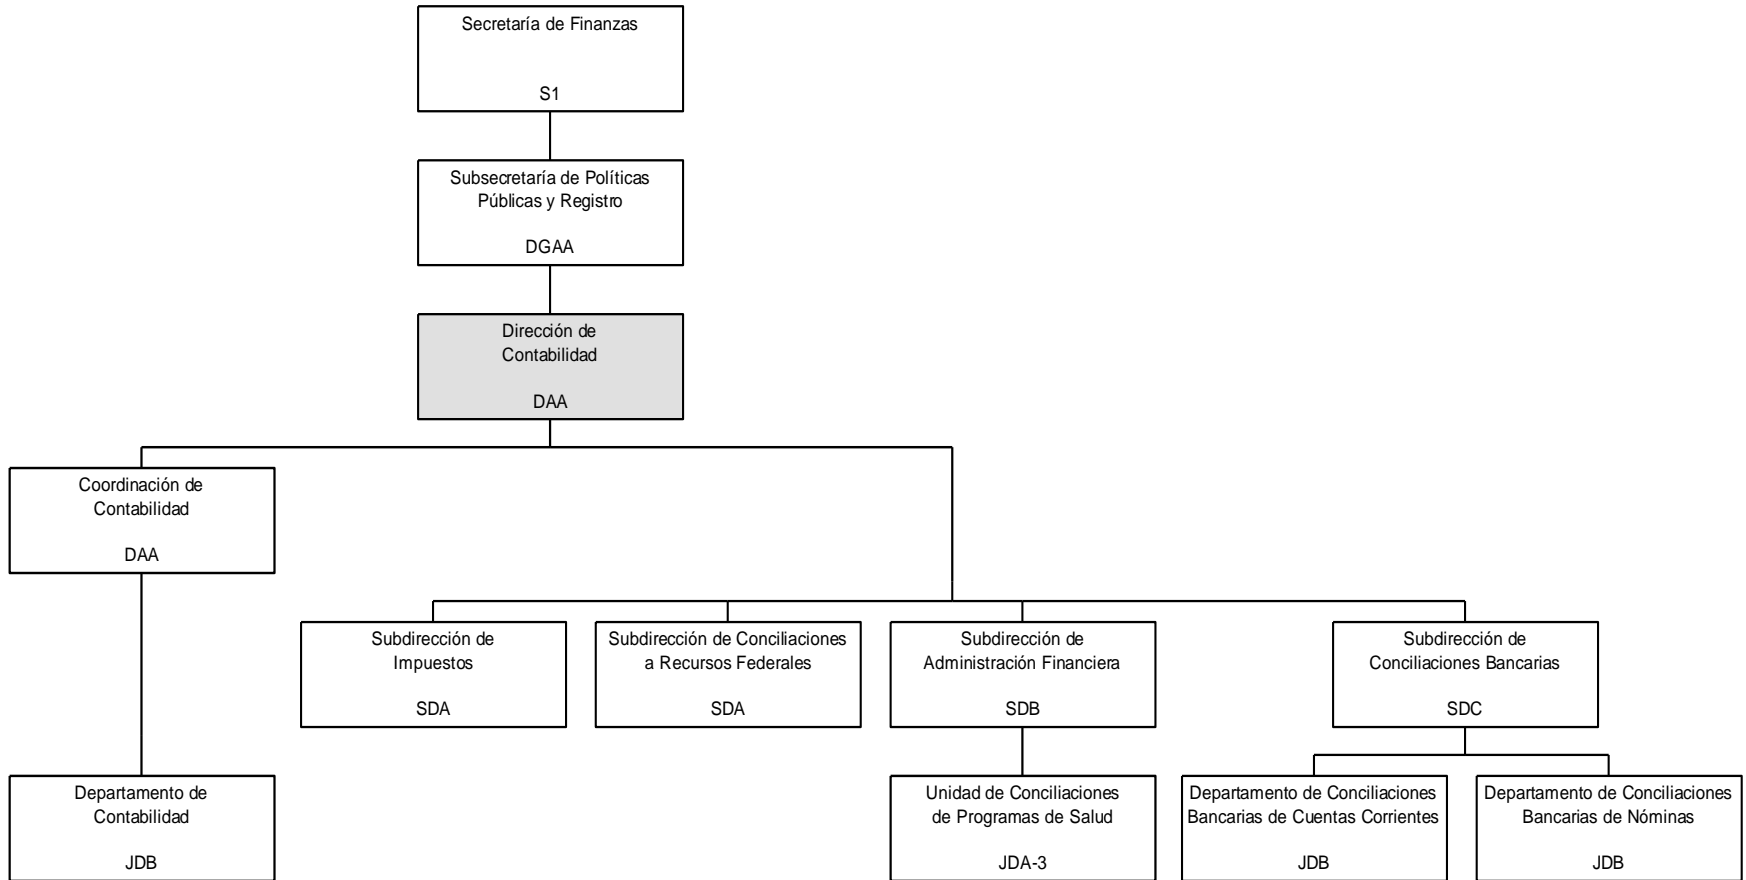 Secretaría de Finanzas
S1
Subsecretaría de Políticas
Públicas y Registro
DGAA
Dirección de
Contabilidad
DAA
Coordinación de
Contabilidad
DAA
Subdirección de
Impuestos
SDA
Subdirección de Conciliaciones
a Recursos Federales
SDA
Subdirección de
Administración Financiera
SDB
Subdirección de
Conciliaciones Bancarias
SDC
Departamento de
Contabilidad
JDB
Unidad de Conciliaciones
de Programas de Salud
JDA-3
Departamento de Conciliaciones
Bancarias de Cuentas Corrientes
JDB
Departamento de Conciliaciones
Bancarias de Nóminas
JDB